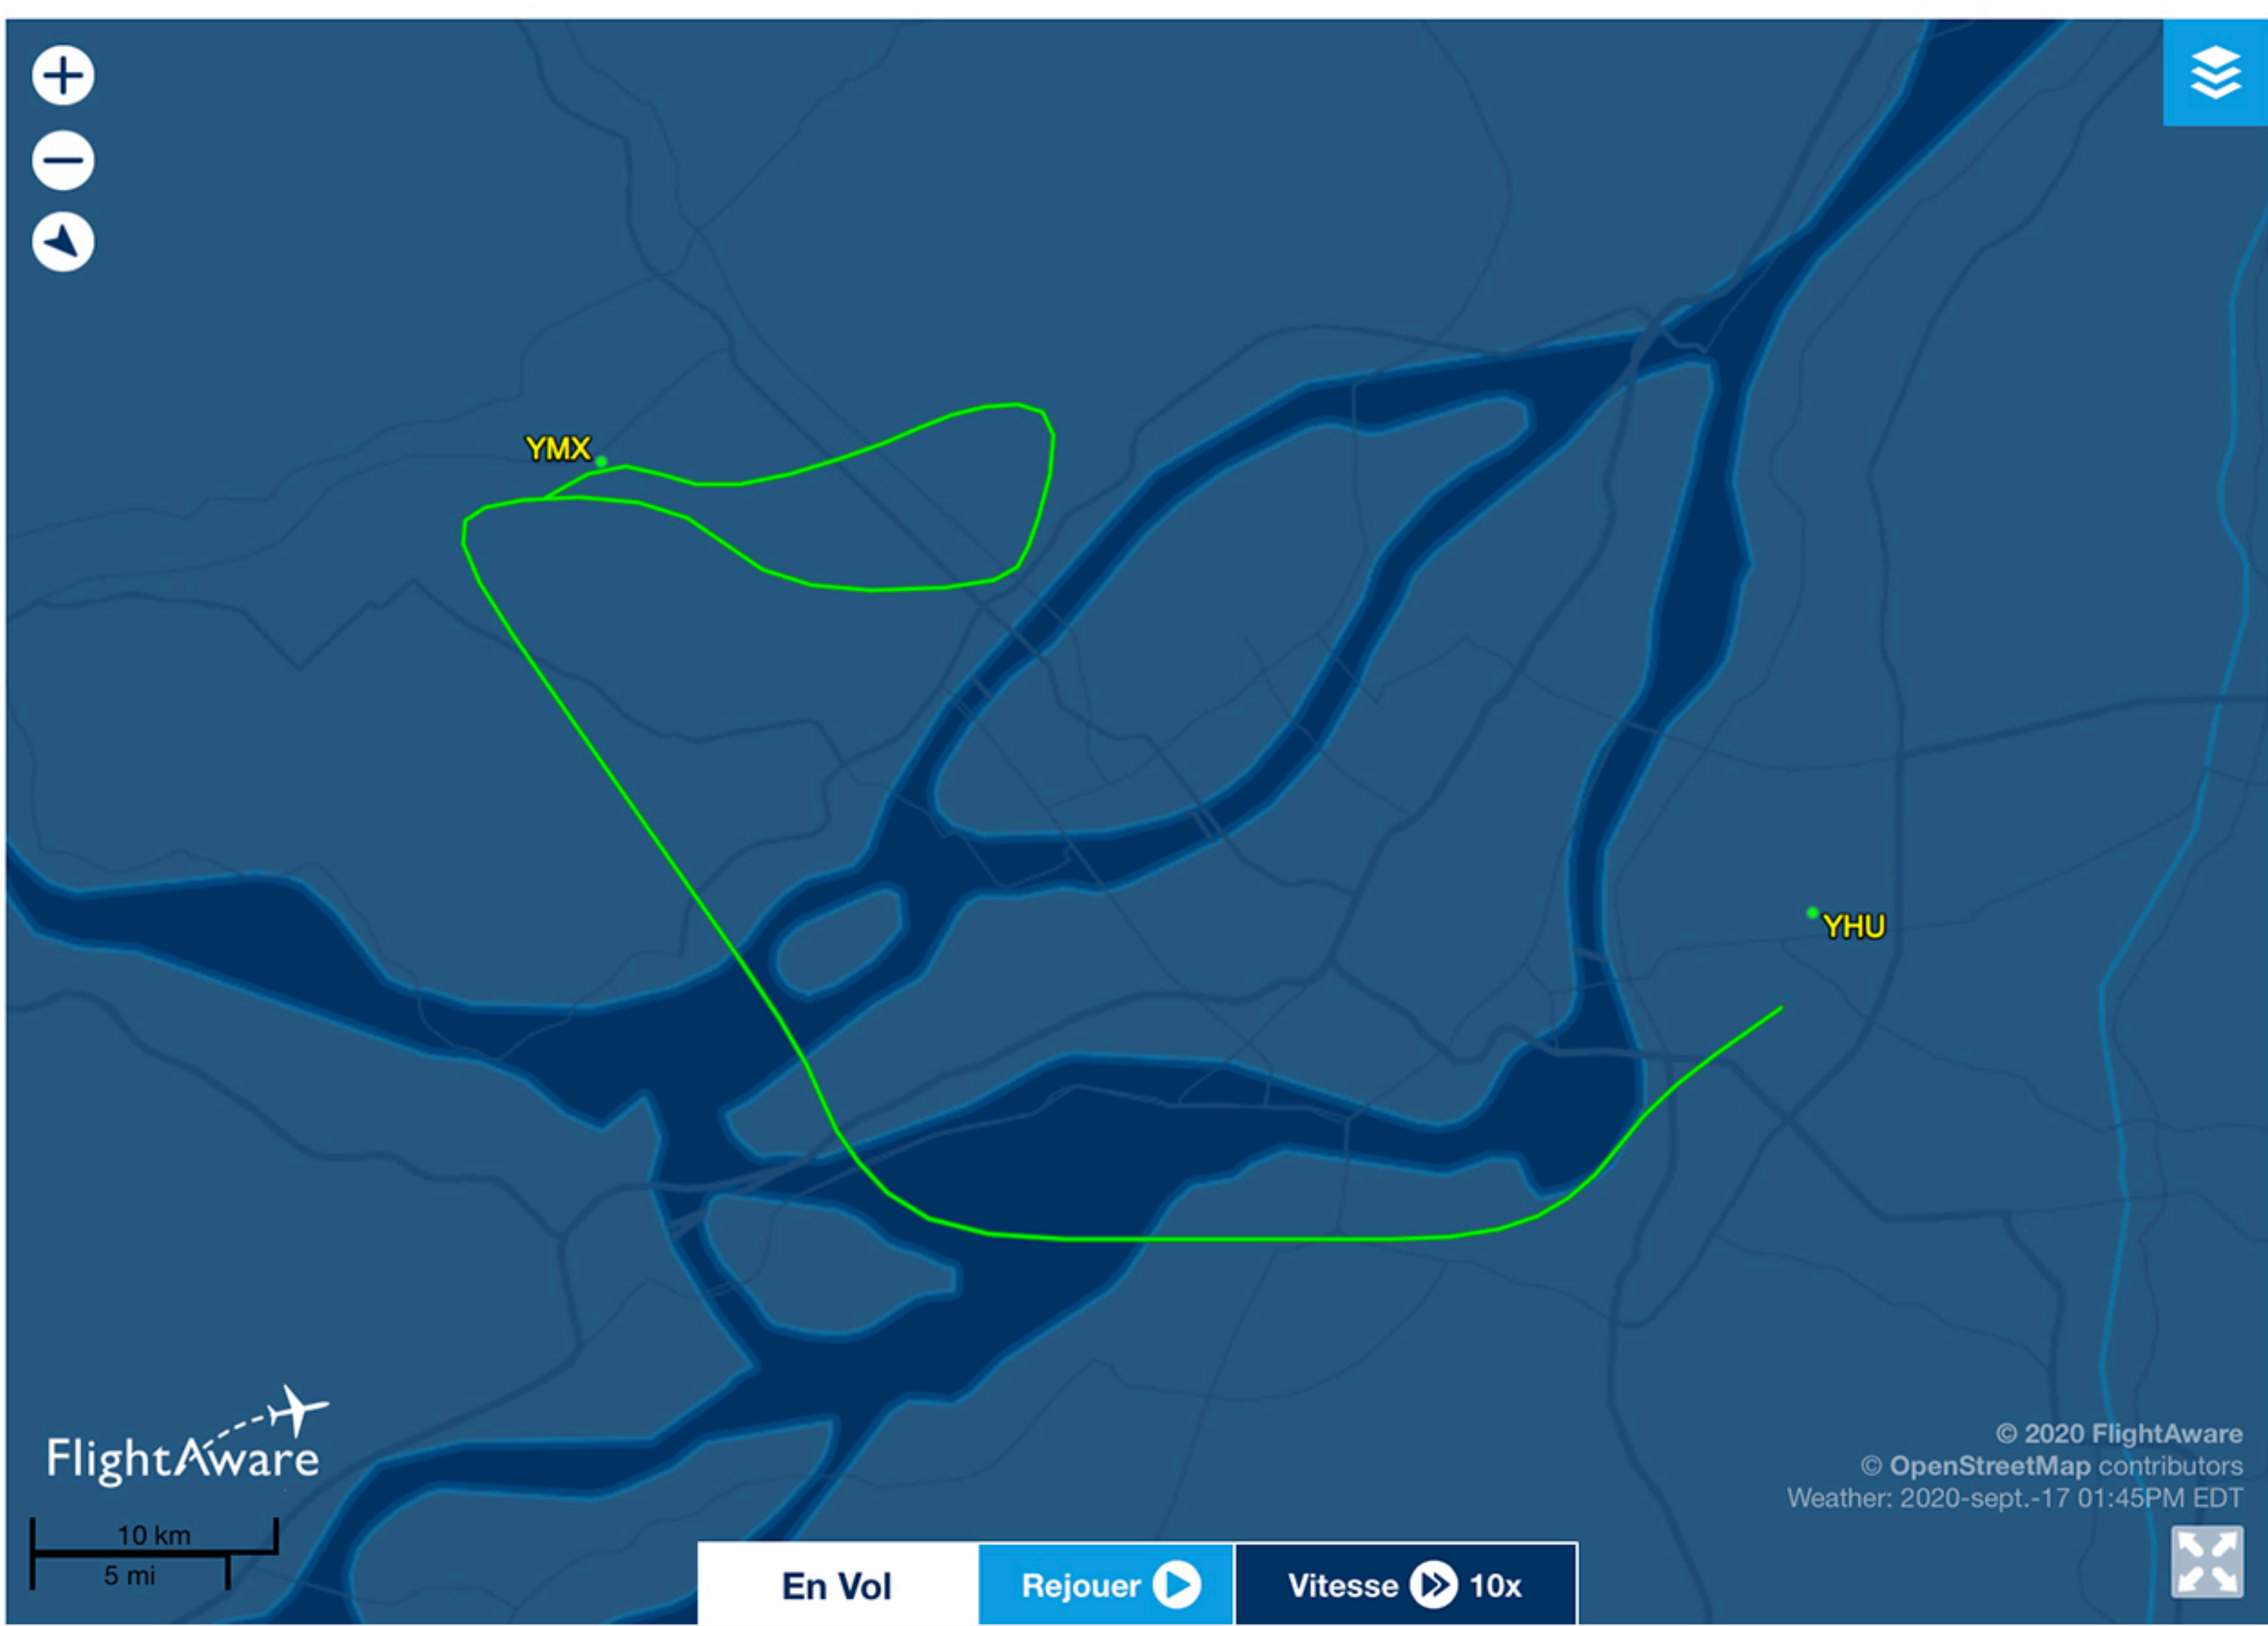 YMX
YHU
FlightAware
© 2020 FlightAware
© OpenStreetMap contributors
Weather: 2020-sept.-17 01:45PM EDT
10 km
5 mi
En Vol
Rejouer
Vitesse 10x